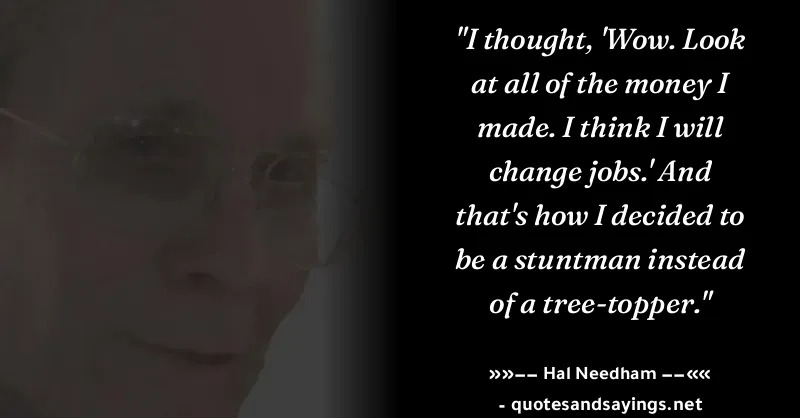 "I thought, 'Wow. Look
at all of the money I
made. I think I will
change jobs.' And
that's how I decided to
be a stuntman instead
of a tree-topper."
»»–– Hal Needham ––««
- quotesandsayings.net